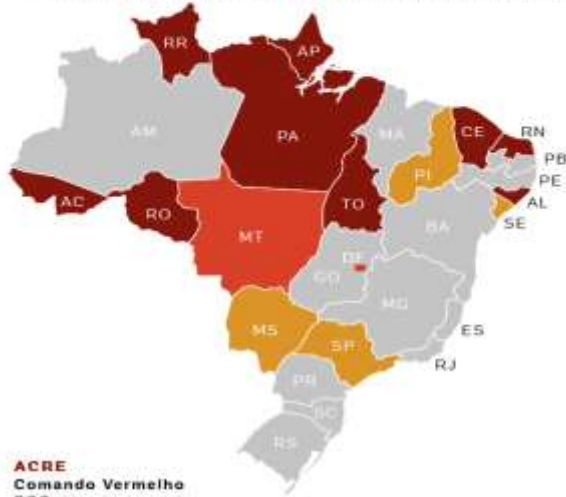 RR
AP
AM
PA
MA
CE
RN
PI
PB
PE
AC
RO
TO
AL
SE
MT
BA
DF
GO
MG
MS
ES
SP
RJ
PR
SC
RS
ACRE
Comando Vermelho